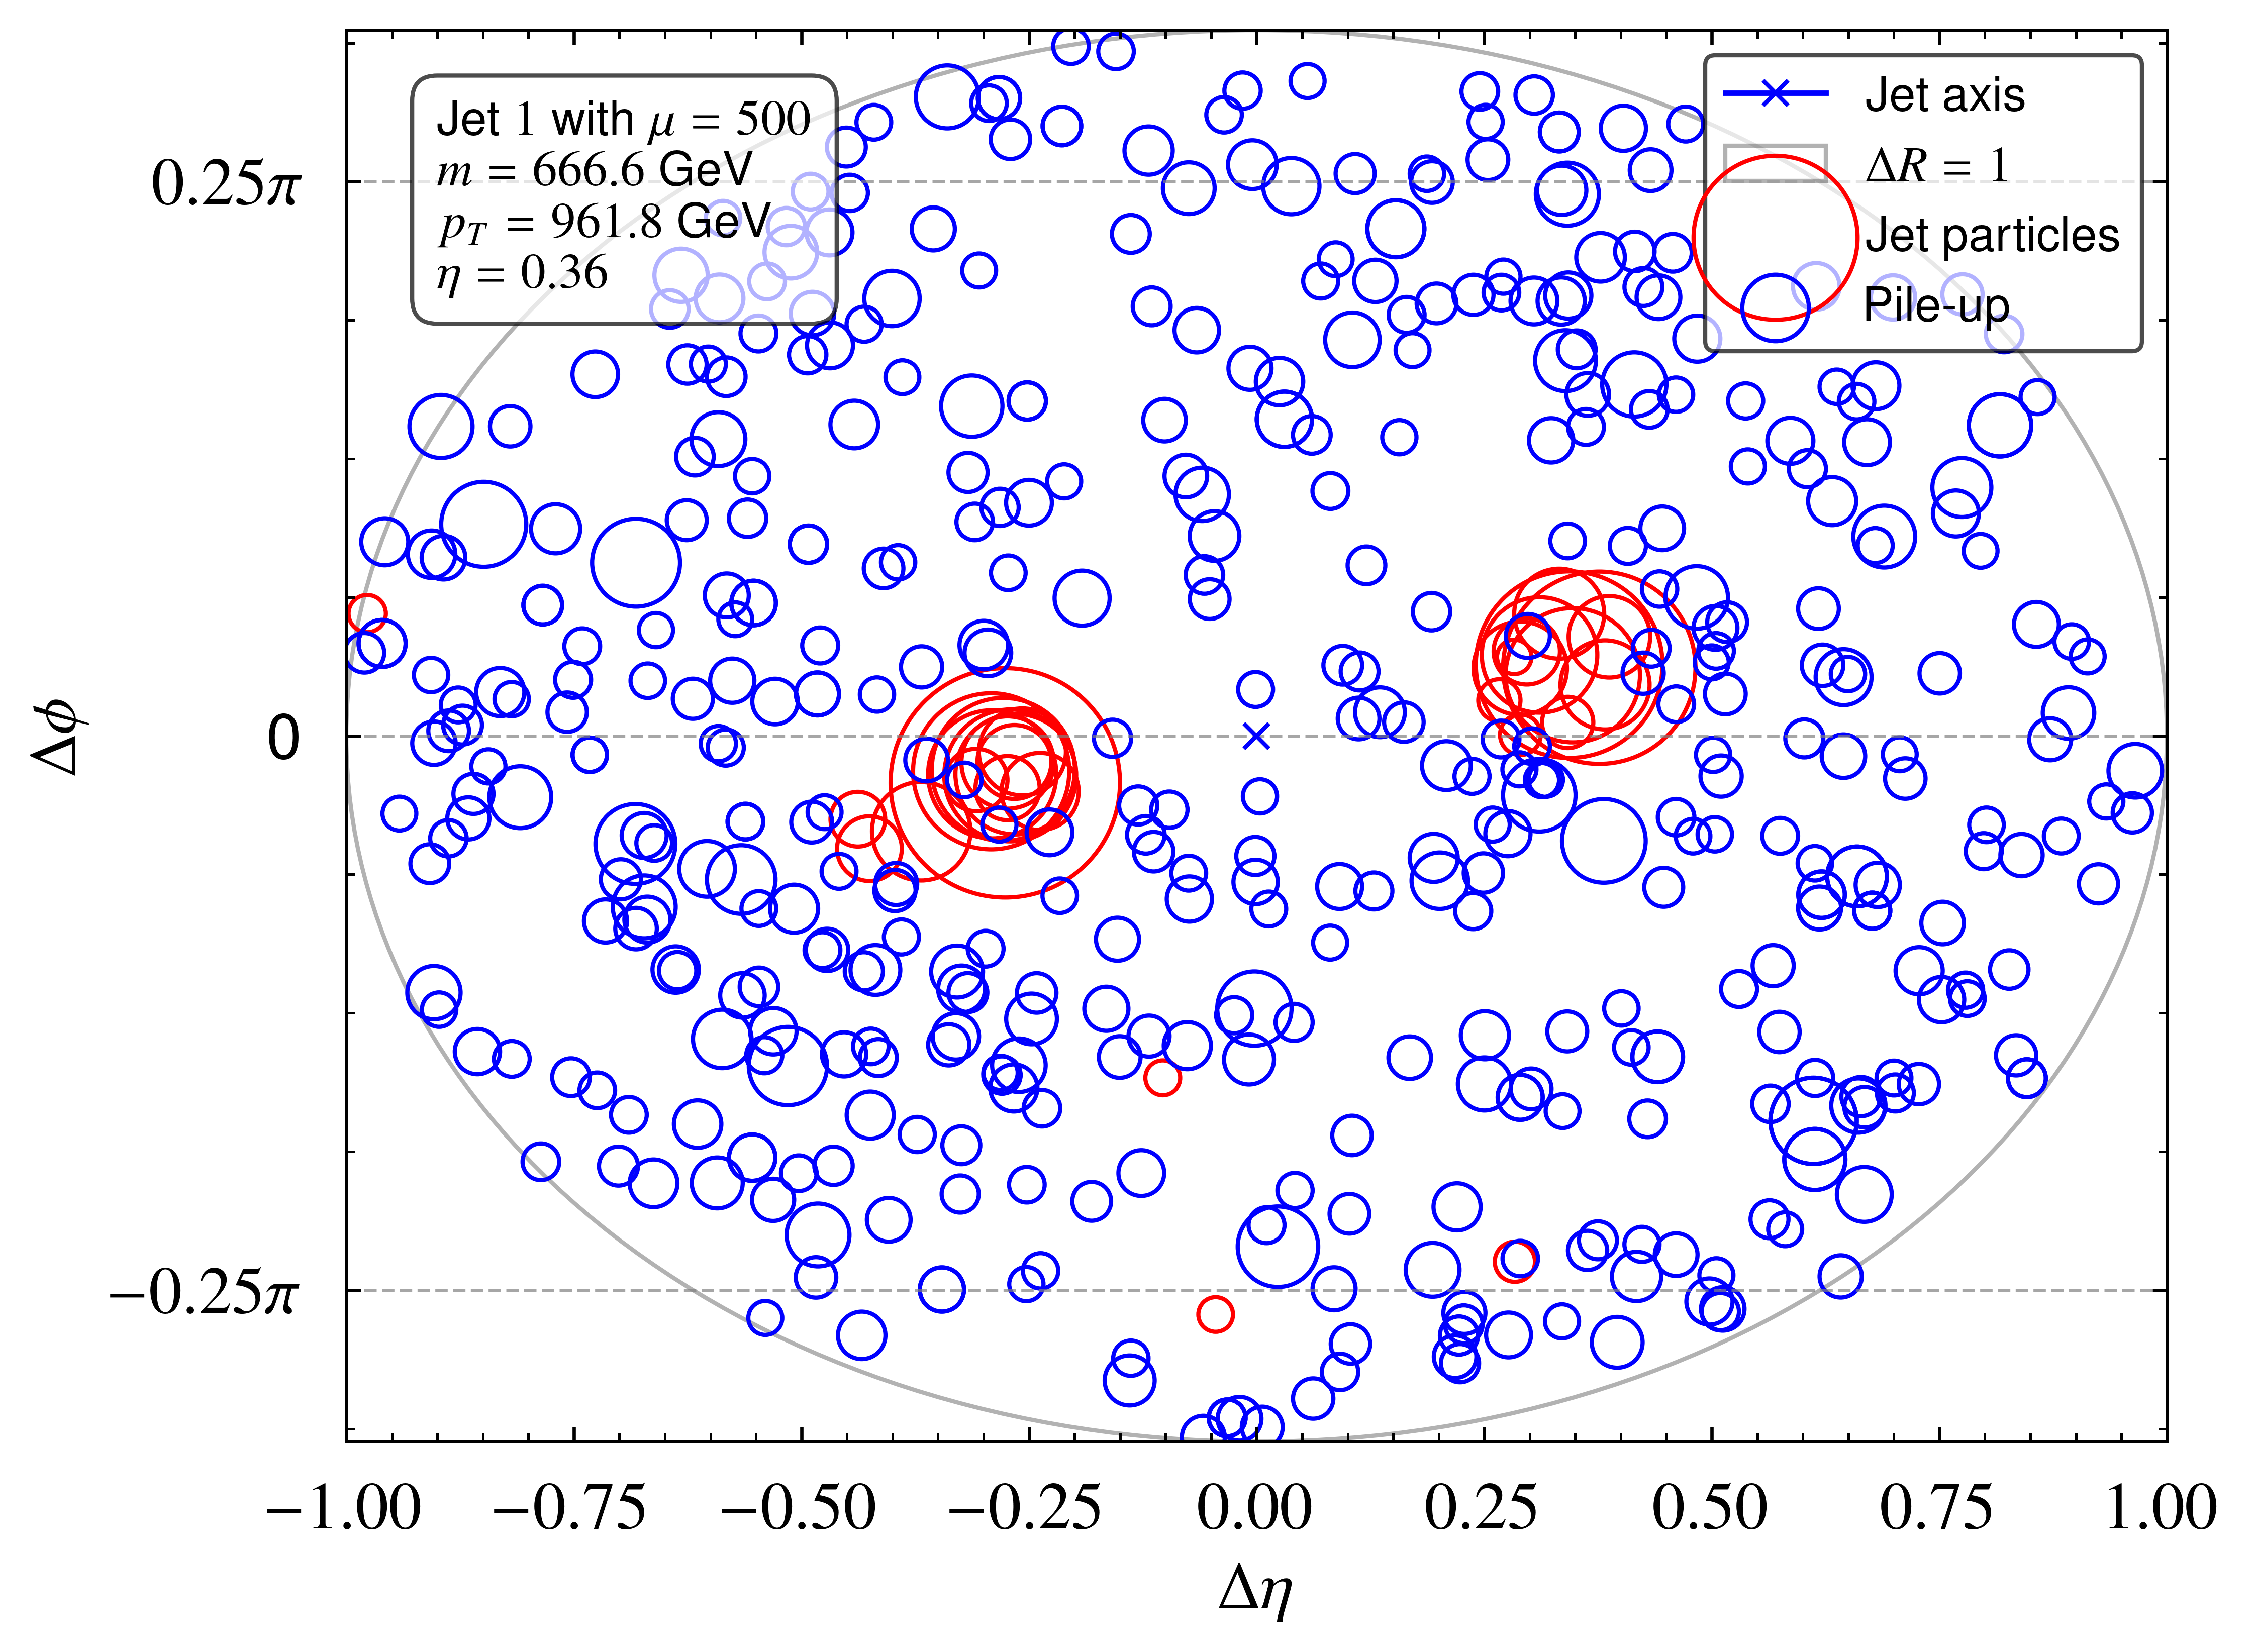 Jet 1 with μ = 500
m = 666.6 GeV
p_T = 961.8 GeV
η = 0.36
Jet axis
ΔR = 1
Jet particles
Pile-up
0.25π
0
−0.25π
Δϕ
−1.00 −0.75 −0.50 −0.25 0.00 0.25 0.50 0.75 1.00
Δη